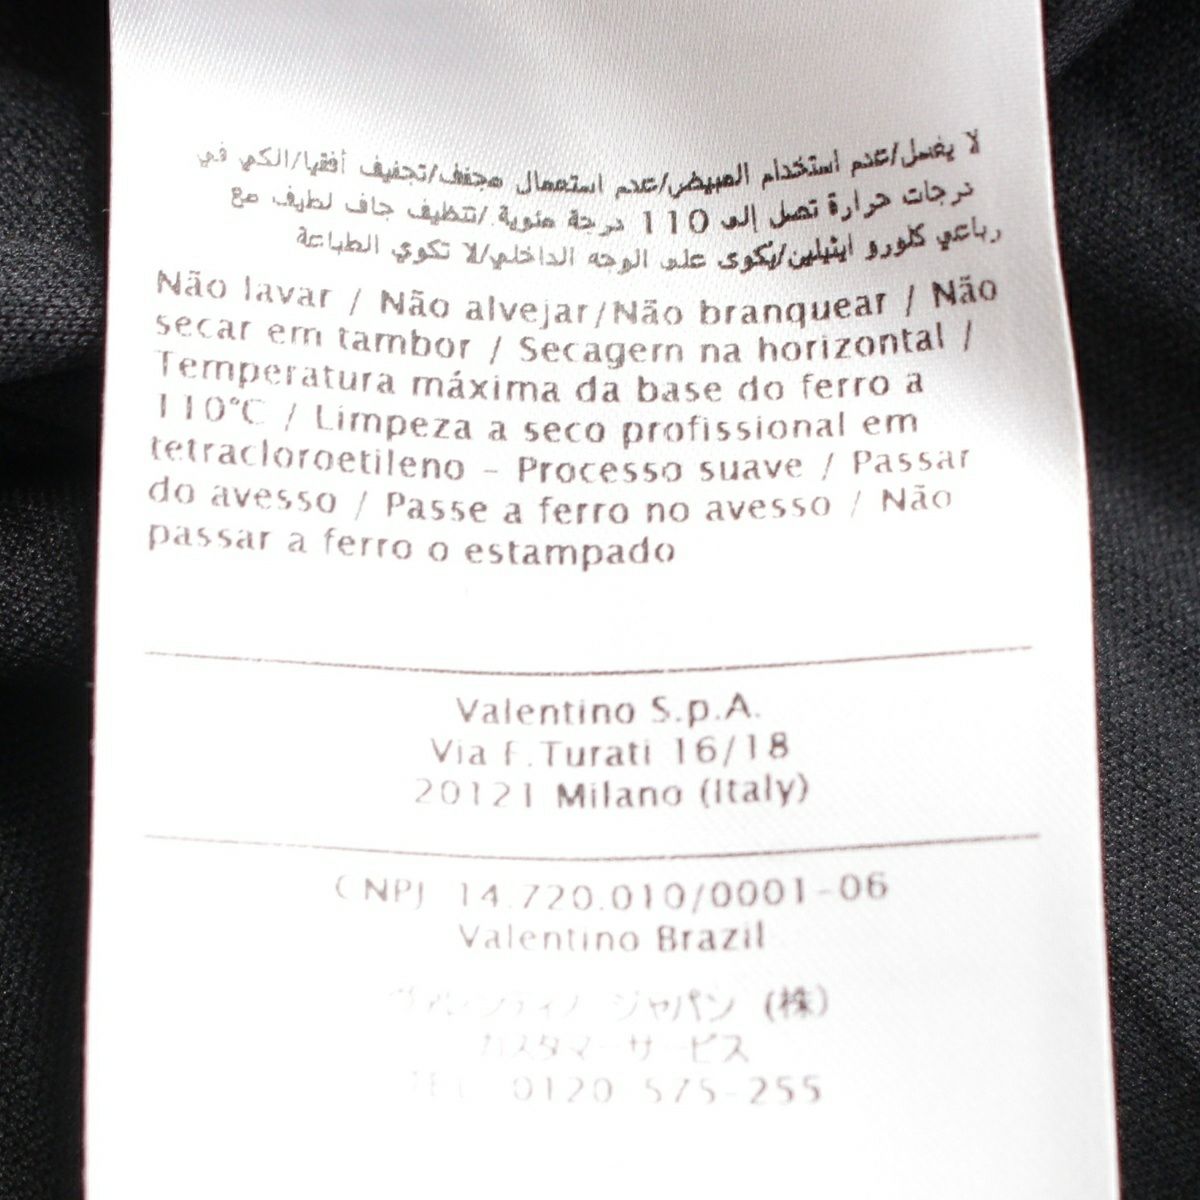 لا يغسل/عدم استخدام المبيض/عدم استعمال مجفف/تجفيف أفقيا/الكي في
درجات حرارة تصل إلى 110 درجة مئوية./تنظيف جاف لطيف مع
رباعي كلورو ايثيلين/يكوى على الوجه الداخلي/لا تكوي الطباعة
Não lavar / Não alvejar/Não branquear / Não
secar em tambor / Secagem na horizontal /
Temperatura máxima da base do ferro a
110°C / Limpeza a seco profissional em
tetracloroetileno - Processo suave / Passar
do avesso / Passe a ferro no avesso / Não
passar a ferro o estampado
Valentino S.p.A.
Via F.Turati 16/18
20121 Milano (Italy)
CNPJ 14.720.010/0001-06
Valentino Brazil
ヴァレンティノ ジャパン (株)
カスタマーサービス
TEL 0120-575-255